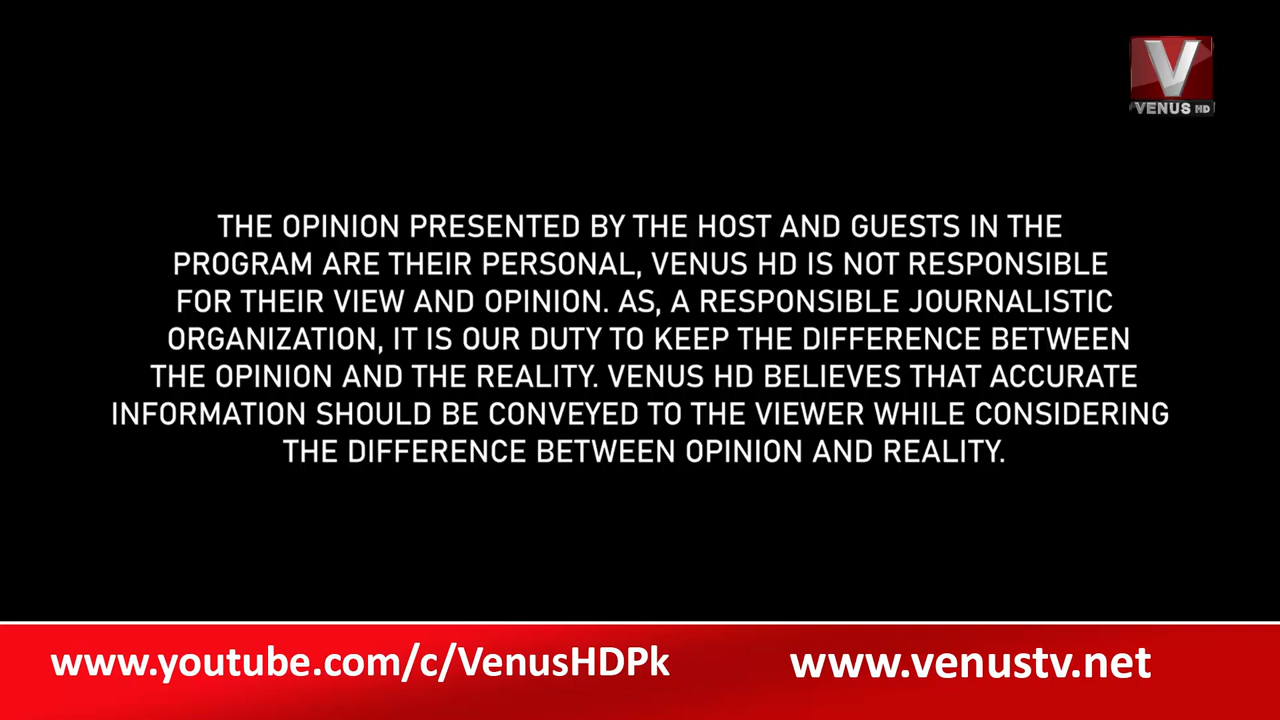 V
VENUS HD
THE OPINION PRESENTED BY THE HOST AND GUESTS IN THE
PROGRAM ARE THEIR PERSONAL, VENUS HD IS NOT RESPONSIBLE
FOR THEIR VIEW AND OPINION. AS, A RESPONSIBLE JOURNALISTIC
ORGANIZATION, IT IS OUR DUTY TO KEEP THE DIFFERENCE BETWEEN
THE OPINION AND THE REALITY. VENUS HD BELIEVES THAT ACCURATE
INFORMATION SHOULD BE CONVEYED TO THE VIEWER WHILE CONSIDERING
THE DIFFERENCE BETWEEN OPINION AND REALITY.
www.youtube.com/c/VenusHDPk
www.venustv.net